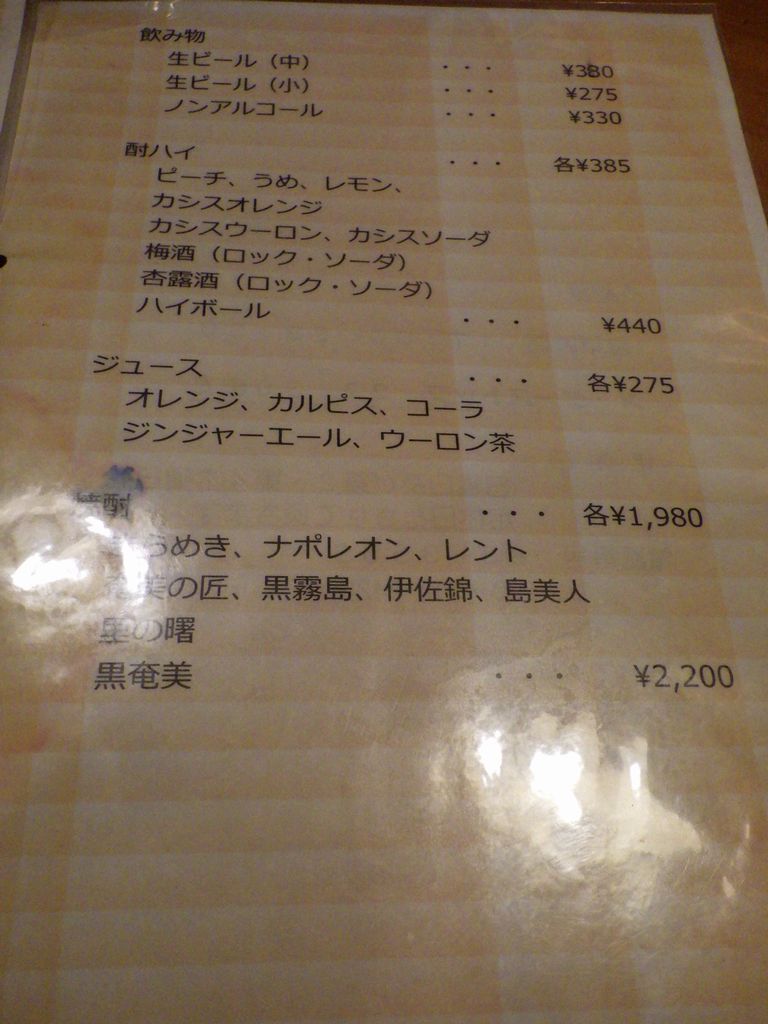 飲み物
生ビール（中） ・・・ ¥380
生ビール（小） ・・・ ¥275
ノンアルコール ・・・ ¥330
酎ハイ ・・・ 各¥385
ピーチ、うめ、レモン、
カシスオレンジ
カシスウーロン、カシスソーダ
梅酒（ロック・ソーダ）
杏露酒（ロック・ソーダ）
ハイボール ・・・ ¥440
ジュース ・・・ 各¥275
オレンジ、カルピス、コーラ
ジンジャーエール、ウーロン茶
焼酎 ・・・ 各¥1,980
うめき、ナポレオン、レント
奄美の匠、黒霧島、伊佐錦、島美人
里の曙
黒奄美 ・・・ ¥2,200